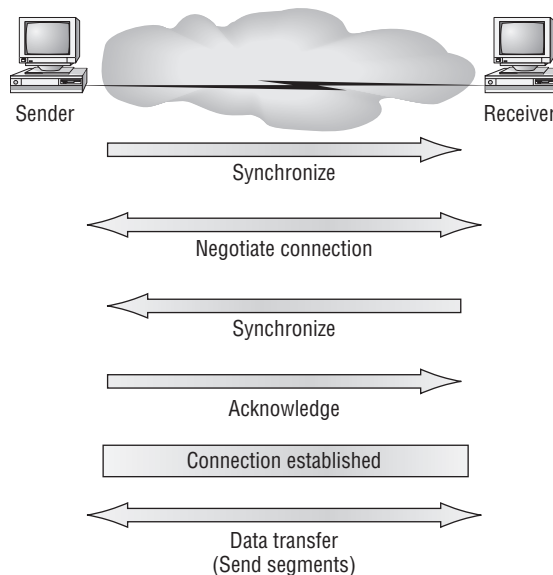 Sender
Receiver
Synchronize
Negotiate connection
Synchronize
Acknowledge
Connection established
Data transfer
(Send segments)